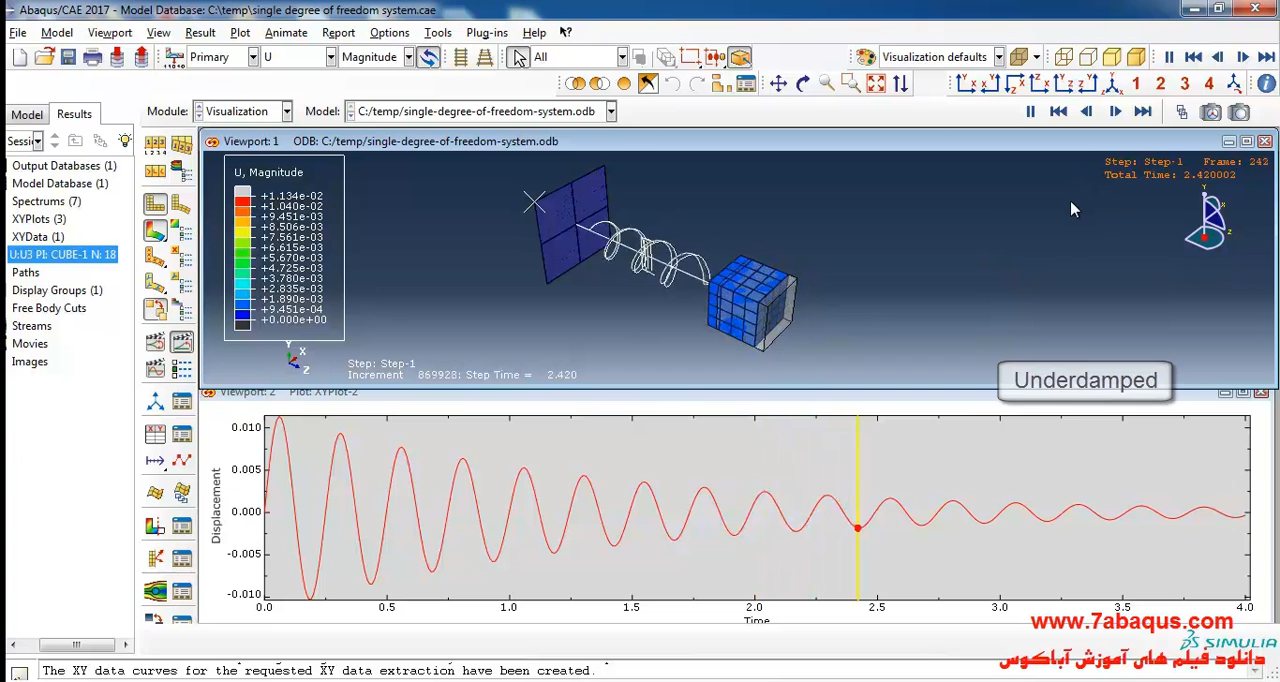 Abaqus/CAE 2017 - Model Database: C:\temp\single degree of freedom system.cae
File Model Viewport View Result Plot Animate Report Options Tools Plug-ins Help
Primary U Magnitude All Visualization defaults
1 2 3 4
Model Results Module: Visualization Model: C:/temp/single-degree-of-freedom-system.odb
Sessi
Output Databases (1)
Model Database (1)
Spectrums (7)
XYPlots (3)
XYData (1)
U:U3 PI: CUBE-1 N: 18
Paths
Display Groups (1)
Free Body Cuts
Streams
Movies
Images
Viewport: 1 ODB: C:/temp/single-degree-of-freedom-system.odb
U, Magnitude
+1.134e-02
+1.040e-02
+9.451e-03
+8.506e-03
+7.561e-03
+6.615e-03
+5.670e-03
+4.725e-03
+3.780e-03
+2.835e-03
+1.890e-03
+9.451e-04
+0.000e+00
Step: Step-1 Frame: 242
Total Time: 2.420002
Y
X
Z
Y
X
Z
Step: Step-1
Increment 869928: Step Time = 2.420
Underdamped
Viewport: 2 Plot: XYPlot-2
Displacement
0.010
0.005
0.000
-0.005
-0.010
0.0 0.5 1.0 1.5 2.0 2.5 3.0 3.5 4.0
Time
www.7abaqus.com
SIMULIA
دانلود فیلم های آموزش آباکوس
The XY data curves for the requested XY data extraction have been created.